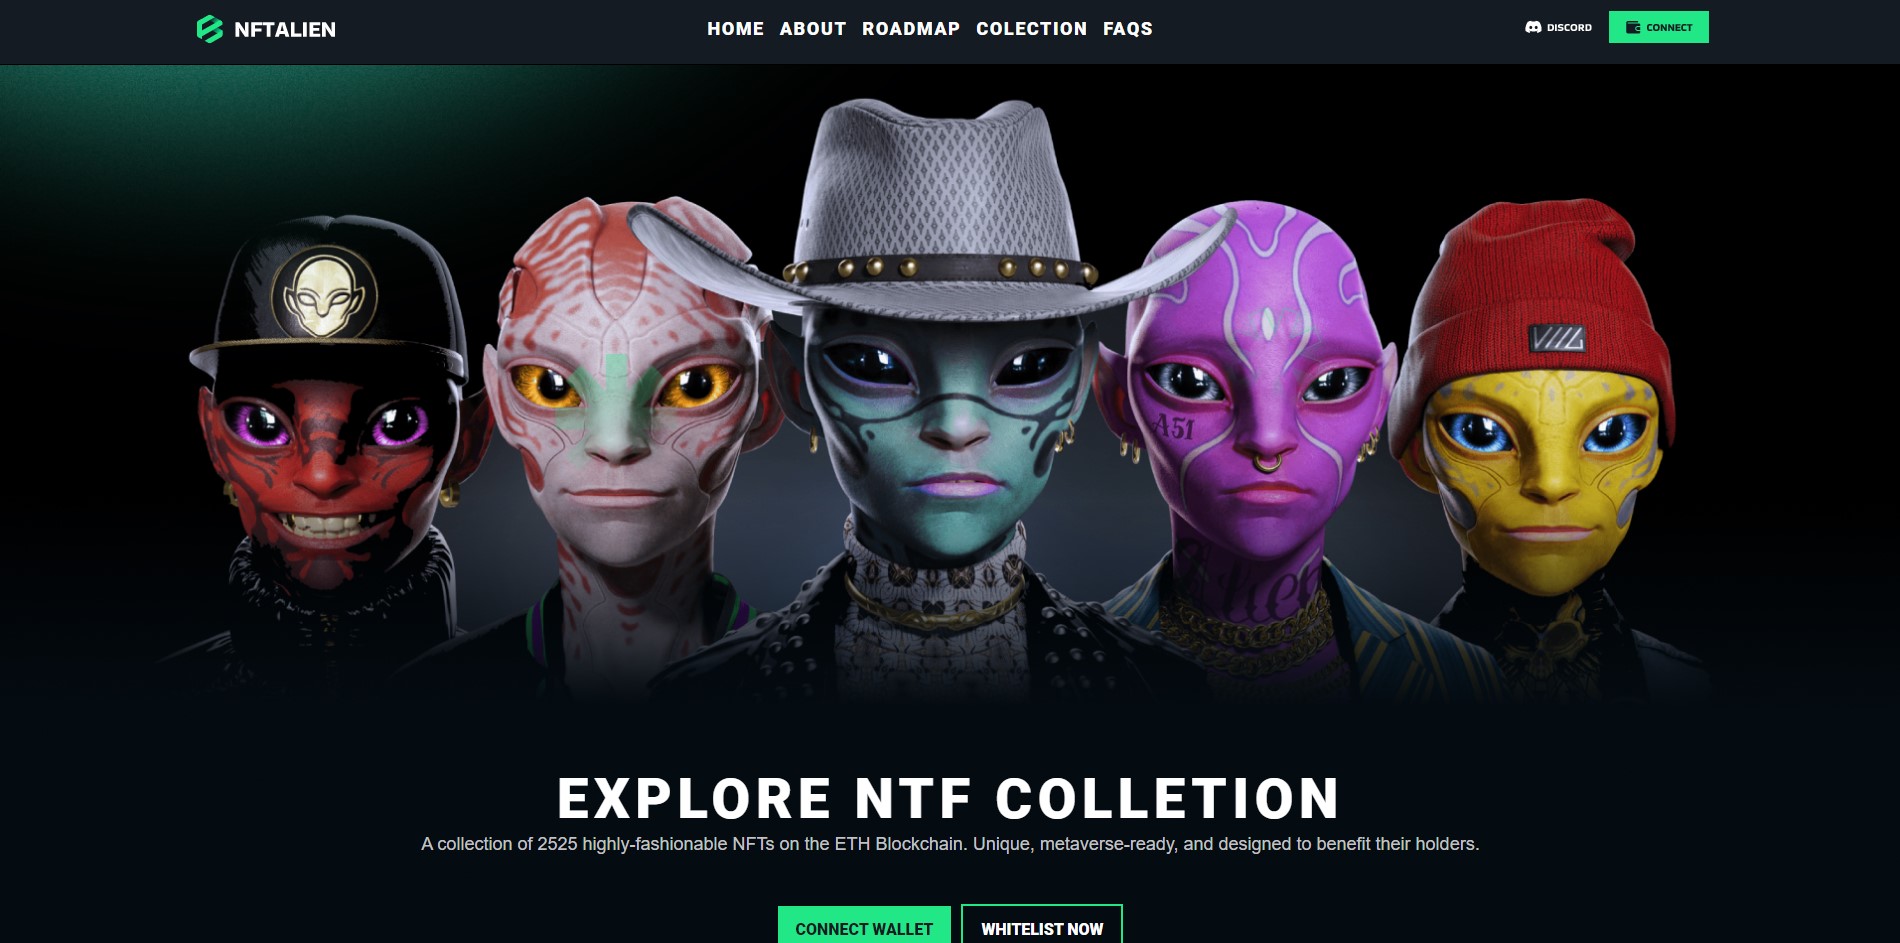 NFTALIEN
HOME ABOUT ROADMAP COLECTION FAQS
DISCORD
CONNECT
A51
EXPLORE NTF COLLETION
A collection of 2525 highly-fashionable NFTs on the ETH Blockchain. Unique, metaverse-ready, and designed to benefit their holders.
CONNECT WALLET
WHITELIST NOW